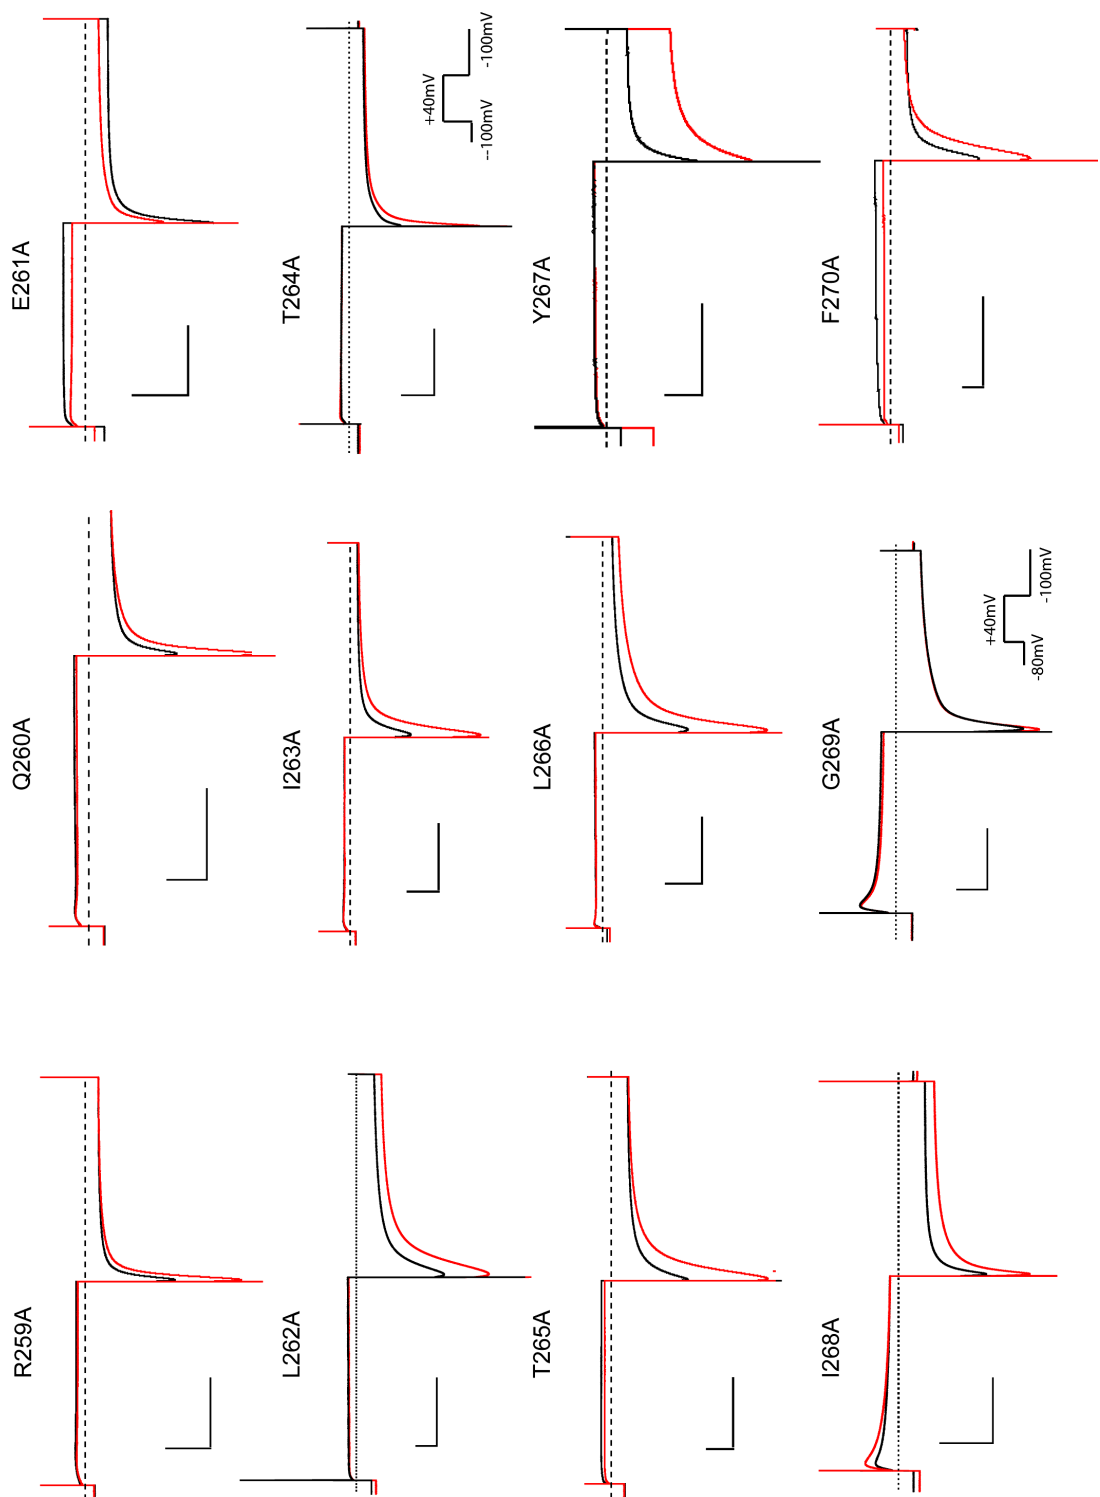 R259A
Q260A
E261A
L262A
I263A
T264A
+40mV
--100mV
-100mV
T265A
L266A
Y267A
I268A
G269A
F270A
+40mV
-80mV
-100mV